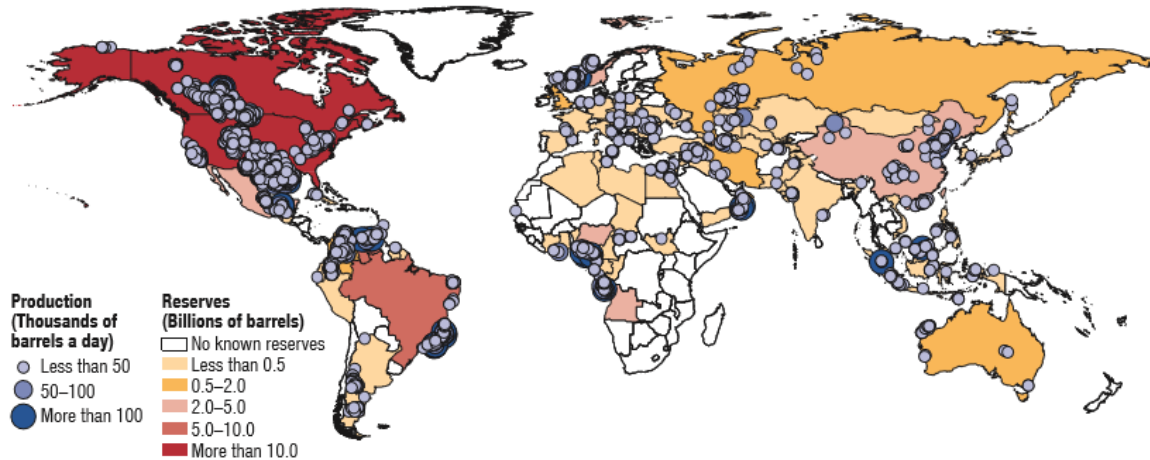 Production
(Thousands of
barrels a day)
Less than 50
50–100
More than 100
Reserves
(Billions of barrels)
No known reserves
Less than 0.5
0.5–2.0
2.0–5.0
5.0–10.0
More than 10.0